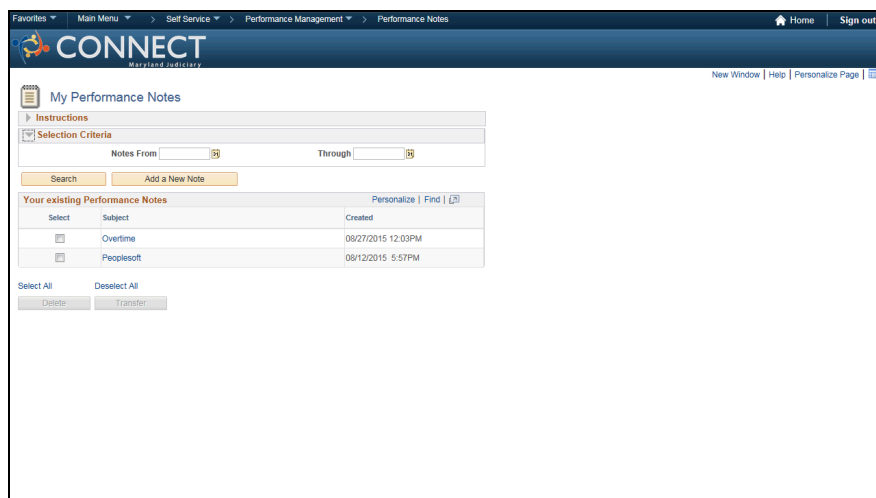 Favorites Main Menu > Self Service > Performance Management > Performance Notes Home Sign out
CONNECT
Maryland Judiciary
New Window | Help | Personalize Page |
My Performance Notes
Instructions
Selection Criteria
Notes From Through
Search Add a New Note
Your existing Performance Notes Personalize | Find |
Select Subject Created
Overtime 08/27/2015 12:03PM
Peoplesoft 08/12/2015 5:57PM
Select All Deselect All
Delete Transfer